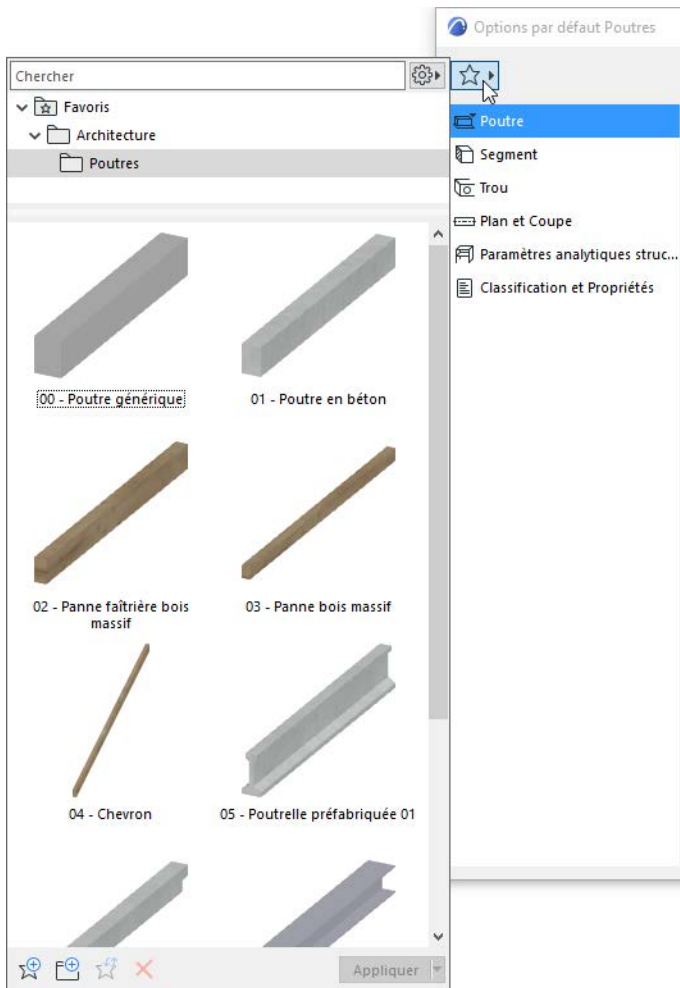 Options par défaut Poutres
Chercher
Favoris
Architecture
Poutres
Poutre
Segment
Trou
Plan et Coupe
Paramètres analytiques struc...
Classification et Propriétés
00 - Poutre générique
01 - Poutre en béton
02 - Panne faîtrière bois
massif
03 - Panne bois massif
04 - Chevron
05 - Poutrelle préfabriquée 01
Appliquer